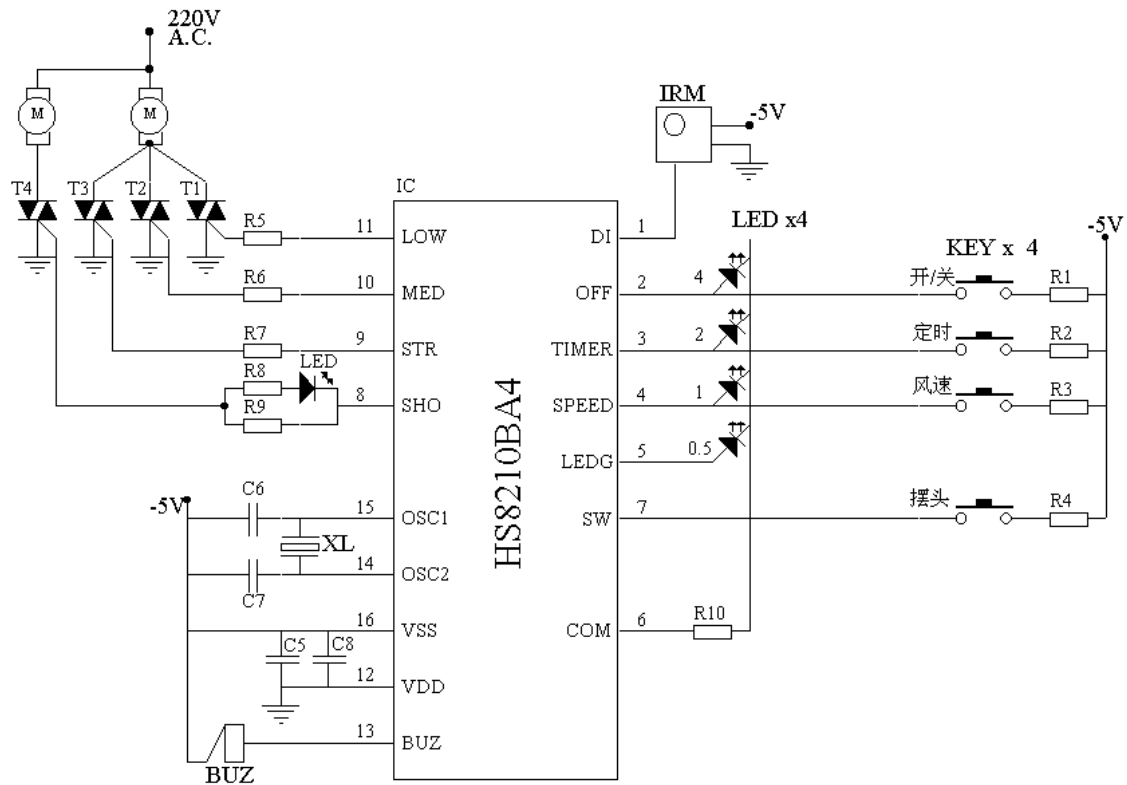 220V
A.C.
M
M
IRM
-5V
T4
T3
T2
T1
IC
LED x4
-5V
KEY x 4
R5
11
LOW
DI
1
R6
10
MED
OFF
2
4
开/关
R1
R7
9
STR
TIMER
3
2
定时
R2
R8
LED
R9
8
SHO
SPEED
4
1
风速
R3
HS8210BA4
LEDG
5
0.5
-5V
C6
15
OSC1
SW
7
摆头
R4
XL
C7
14
OSC2
16
VSS
COM
6
R10
C5
C8
12
VDD
13
BUZ
BUZ